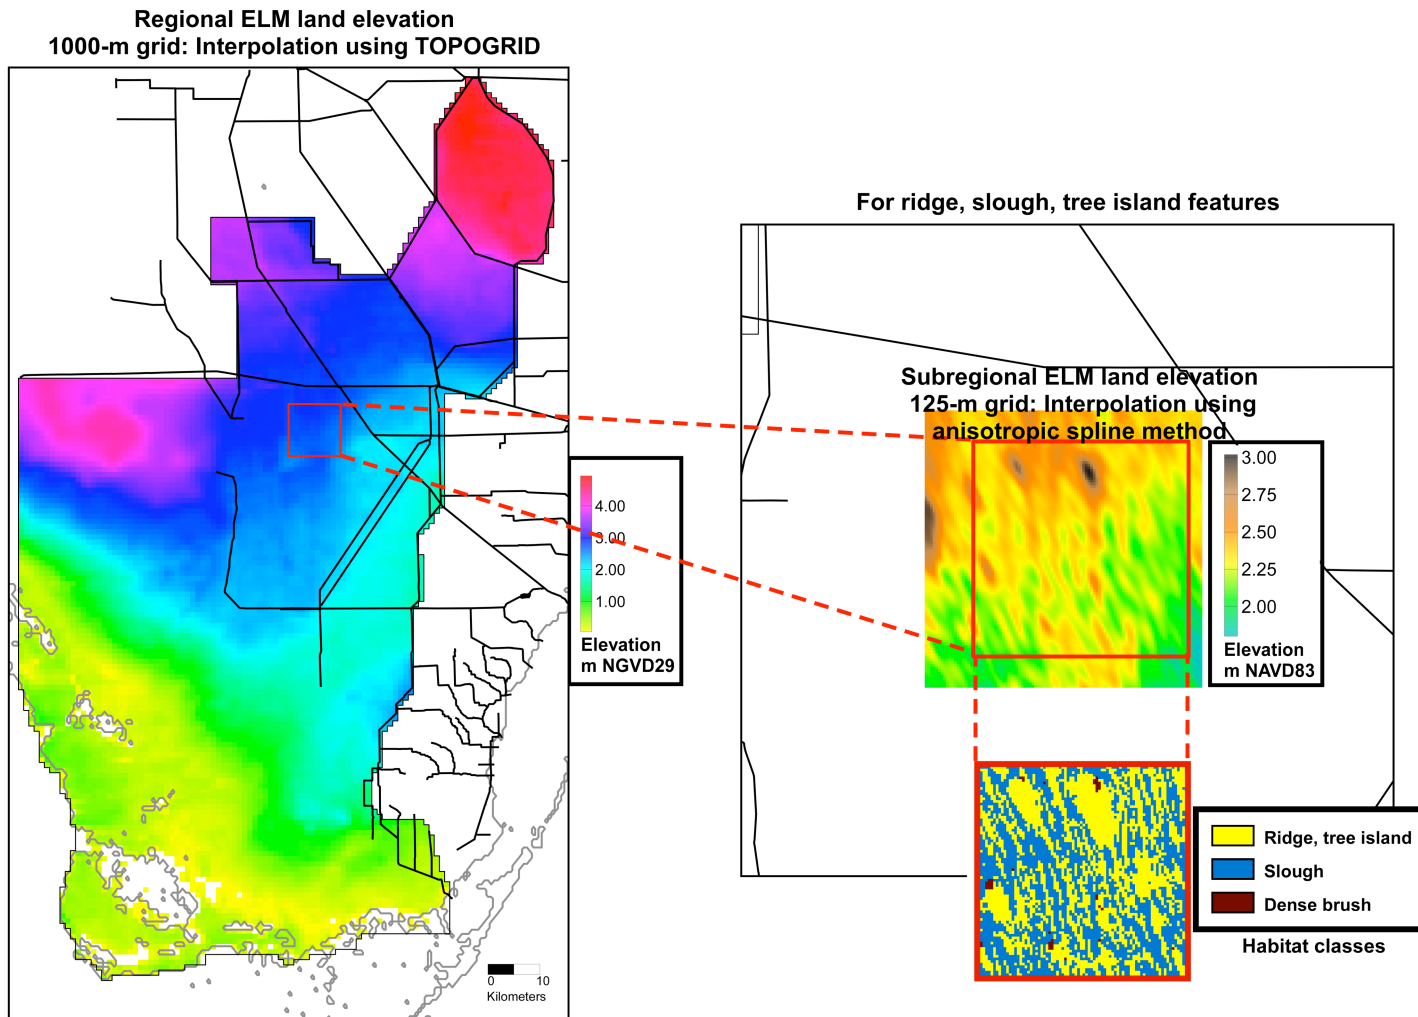 Regional ELM land elevation
1000-m grid: Interpolation using TOPOGRID
4.00
3.00
2.00
1.00
Elevation
m NGVD29
0 10
Kilometers
For ridge, slough, tree island features
Subregional ELM land elevation
125-m grid: Interpolation using
anisotropic spline method
3.00
2.75
2.50
2.25
2.00
Elevation
m NAVD83
Ridge, tree island
Slough
Dense brush
Habitat classes